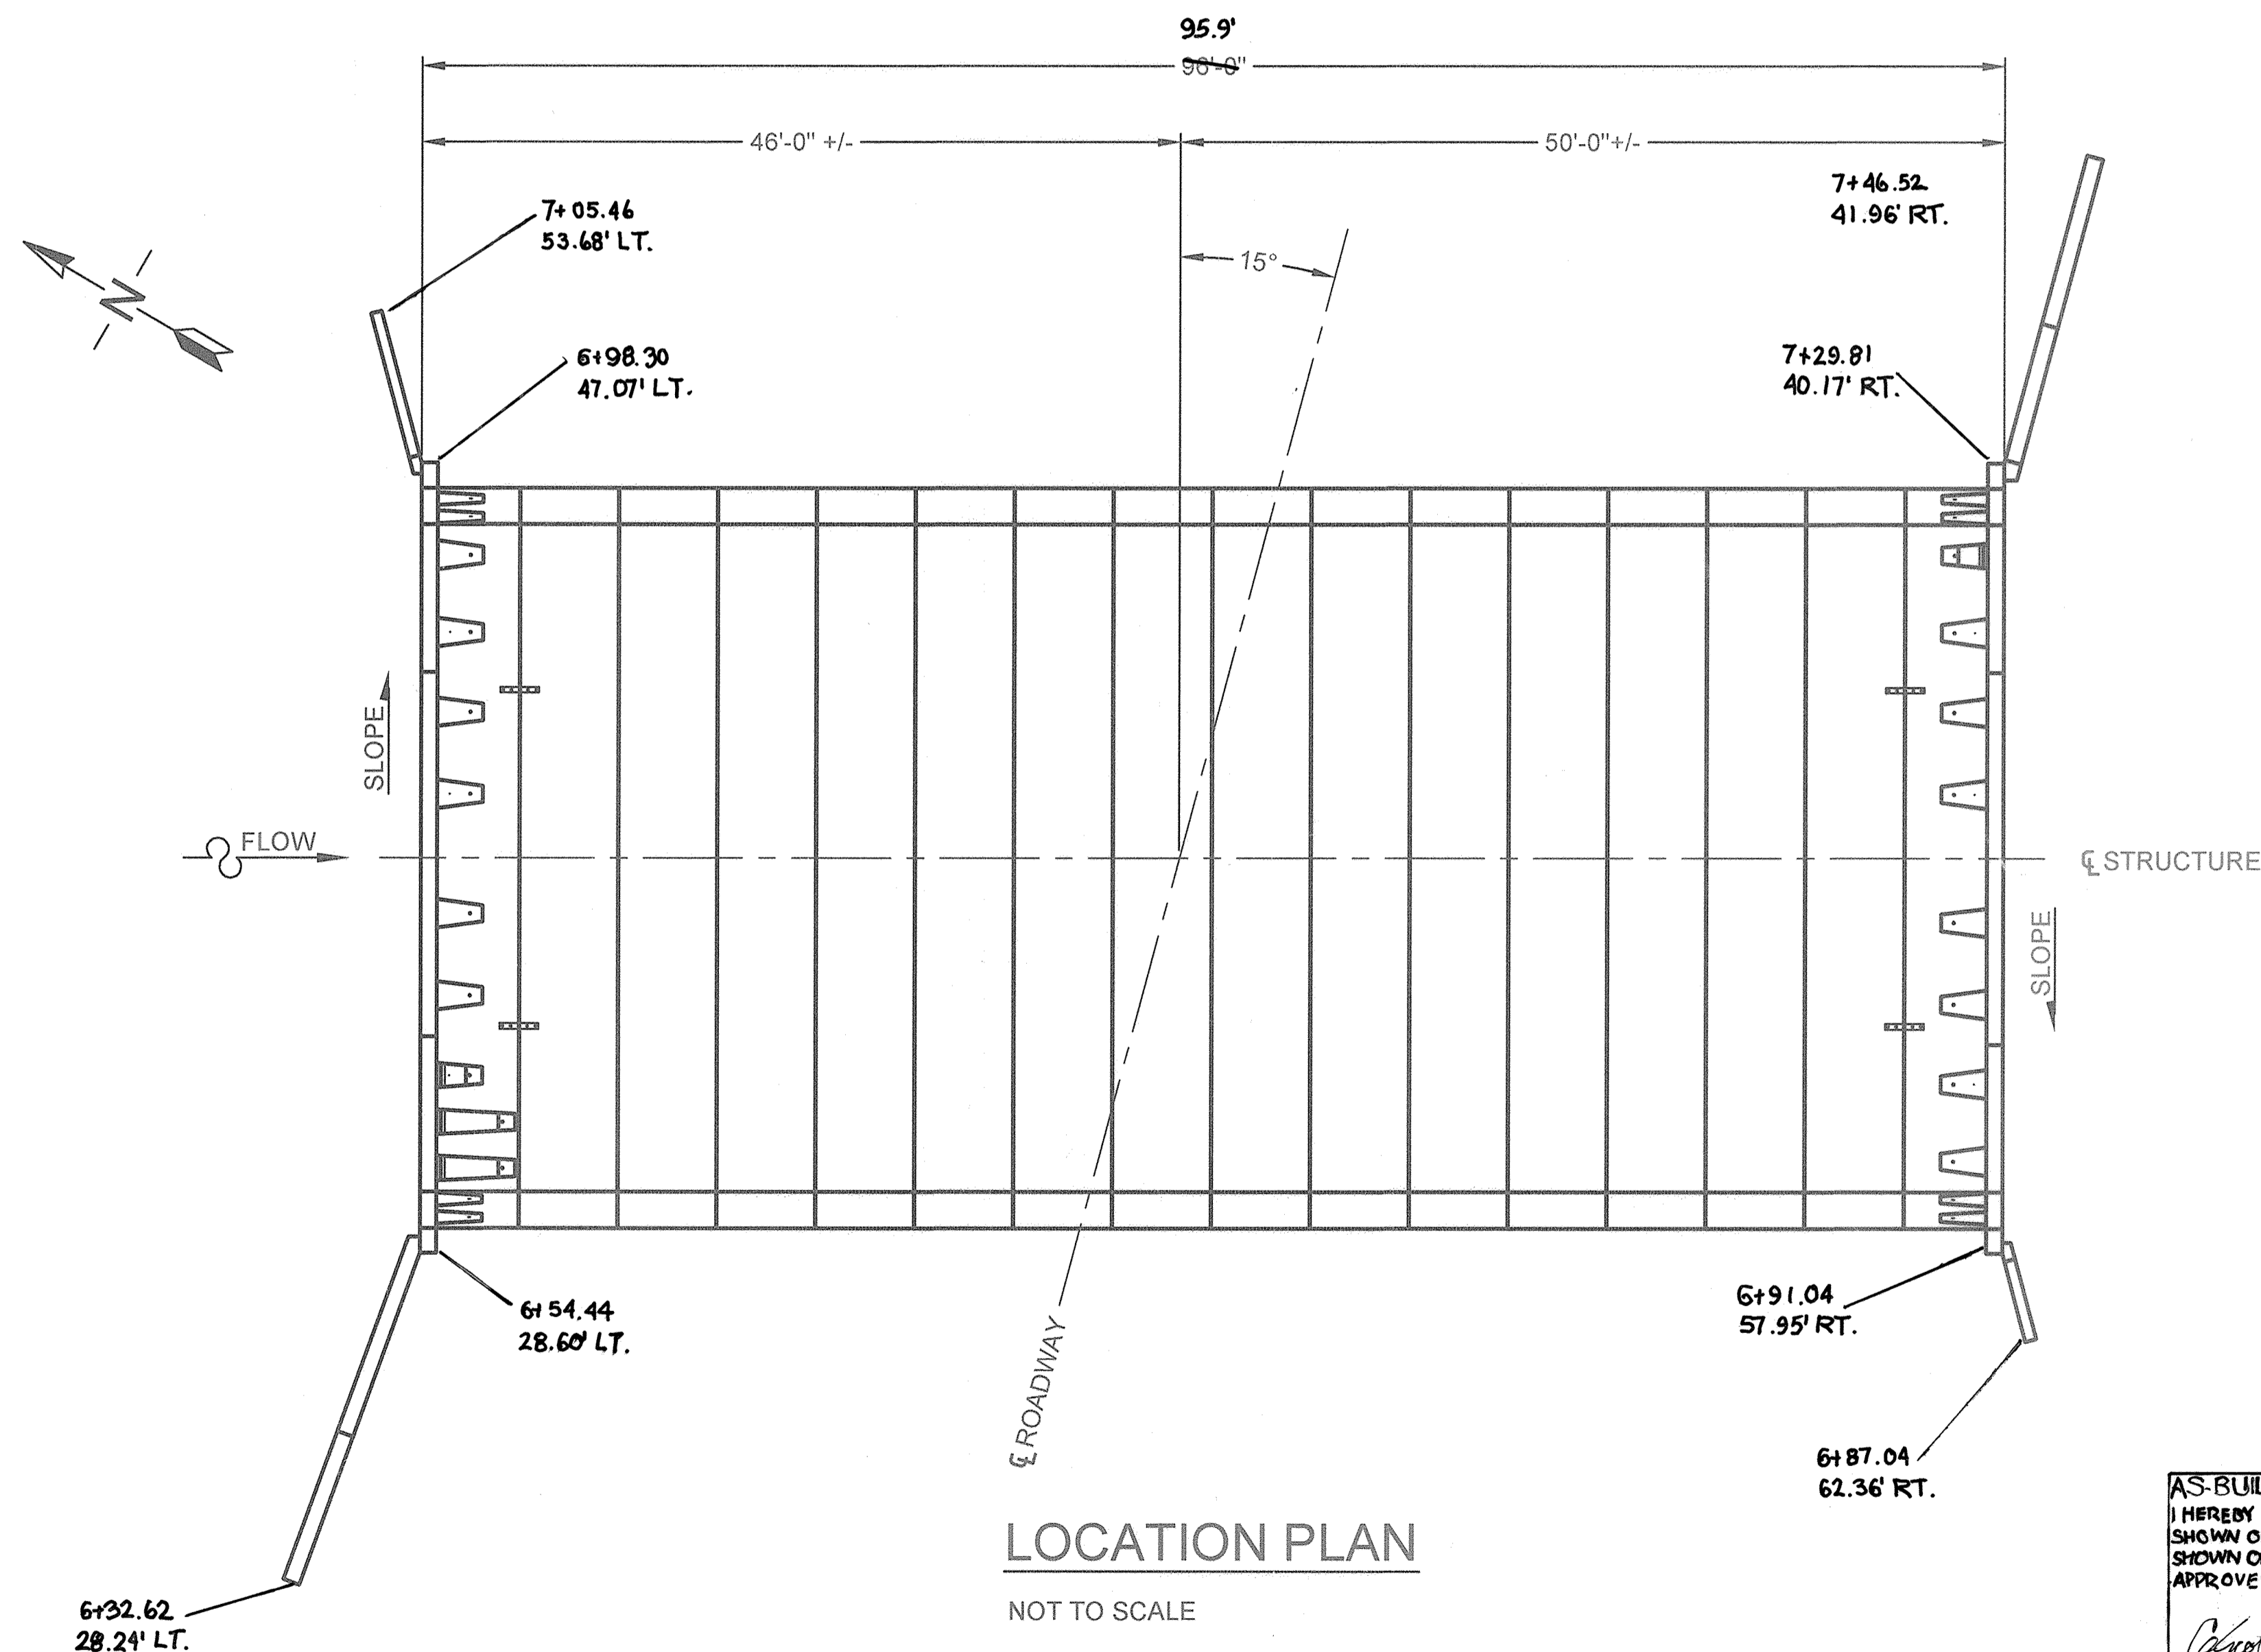 95.9'
96'-0"
46'-0" +/-
50'-0"+/-
7+05.46
53.68' LT.
7+46.52
41.96' RT.
15°
N
6+98.30
47.07' LT.
7+29.81
40.17' RT.
SLOPE
FLOW
℄ STRUCTURE
SLOPE
6+54.44
28.60' LT.
6+91.04
57.95' RT.
℄ ROADWAY
6+87.04
62.36' RT.
LOCATION PLAN
NOT TO SCALE
6+32.62
28.24' LT.
I HEREBY
SHOWN
SHOWN